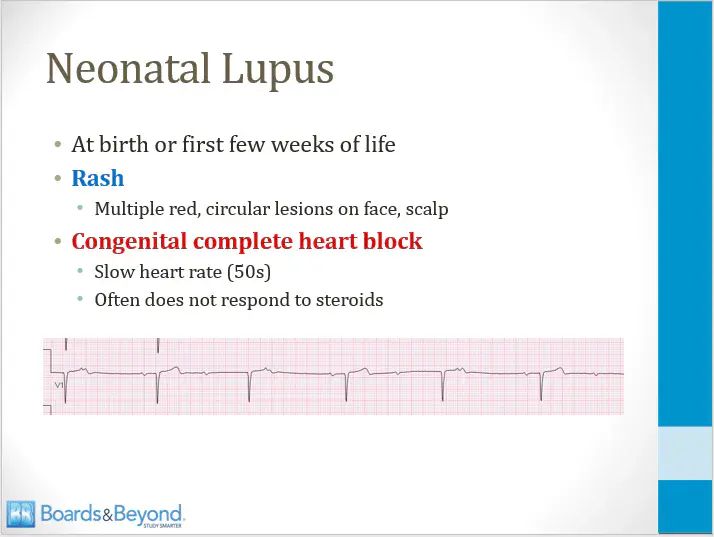 Neonatal Lupus
• At birth or first few weeks of life
• Rash
• Multiple red, circular lesions on face, scalp
• Congenital complete heart block
• Slow heart rate (50s)
• Often does not respond to steroids
V1
BB Boards&Beyond.
STUDY SMARTER